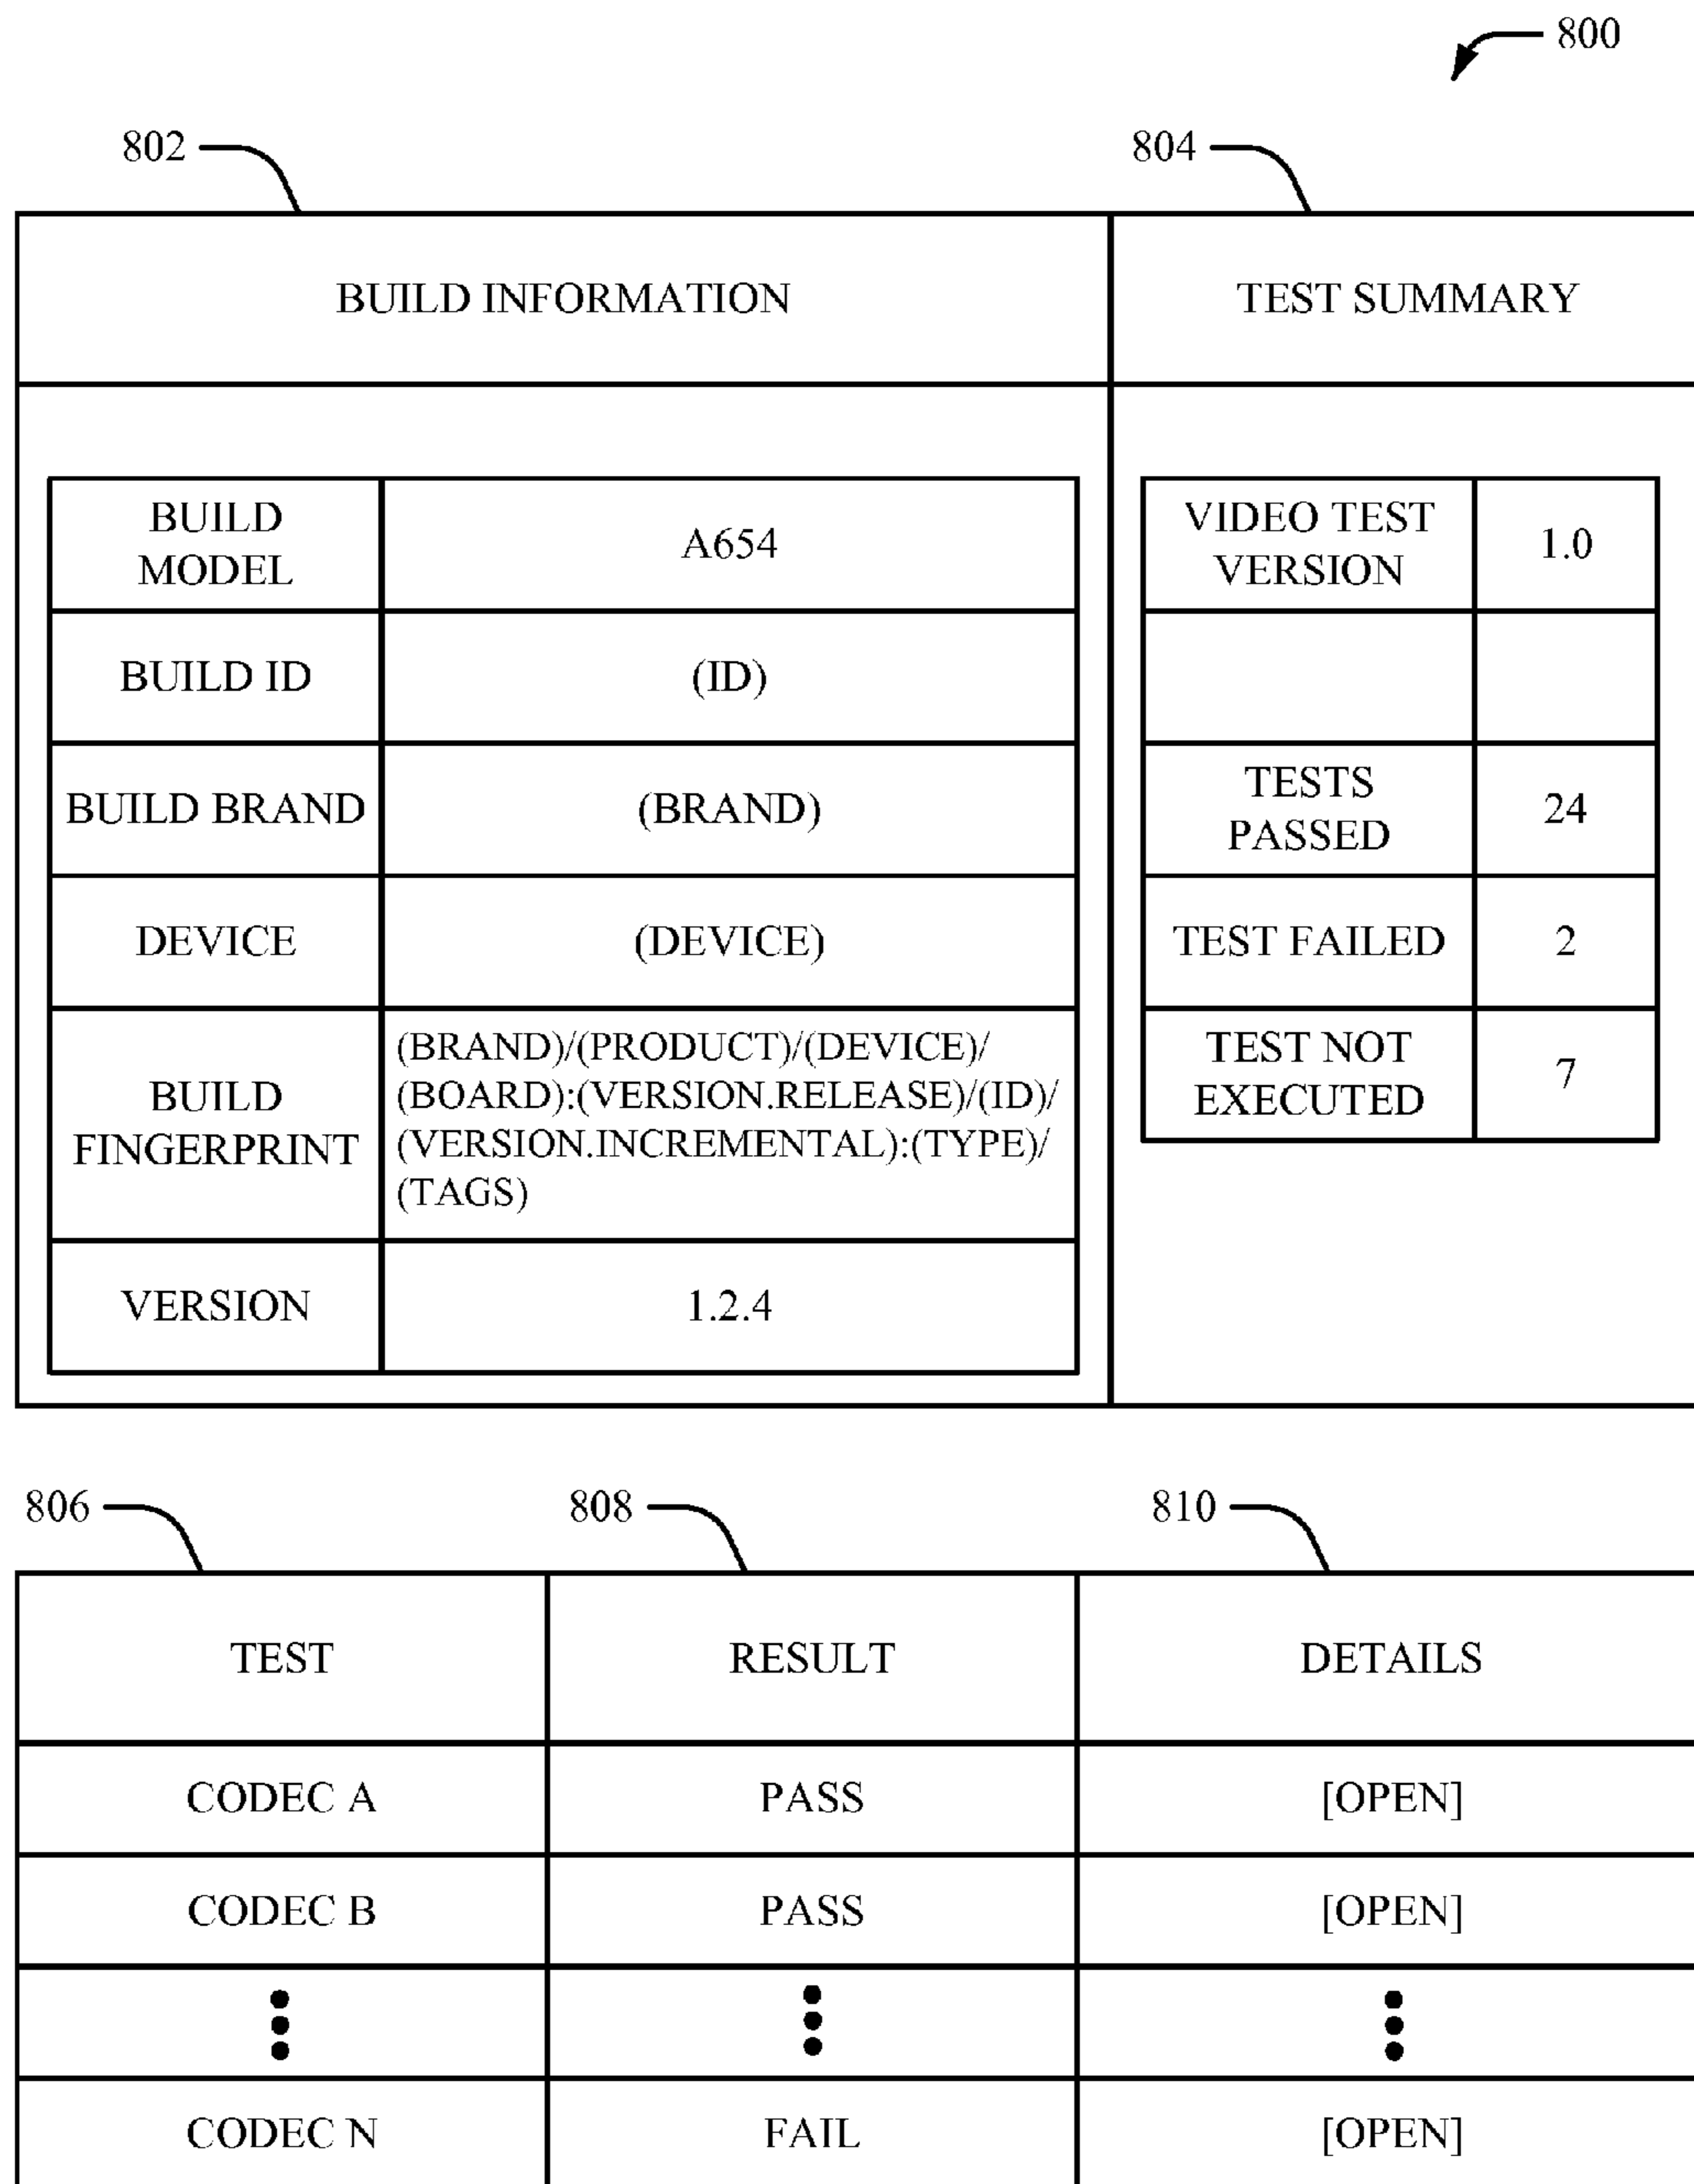 800
802
804
BUILD INFORMATION
TEST SUMMARY
BUILD
MODEL
A654
BUILD ID
(ID)
BUILD BRAND
(BRAND)
DEVICE
(DEVICE)
BUILD
FINGERPRINT
(BRAND)/(PRODUCT)/(DEVICE)/
(BOARD):(VERSION.RELEASE)/(ID)/
(VERSION.INCREMENTAL):(TYPE)/
(TAGS)
VERSION
1.2.4
VIDEO TEST
VERSION
1.0
TESTS
PASSED
24
TEST FAILED
2
TEST NOT
EXECUTED
7
806
808
810
TEST
RESULT
DETAILS
CODEC A
PASS
[OPEN]
CODEC B
PASS
[OPEN]
CODEC N
FAIL
[OPEN]